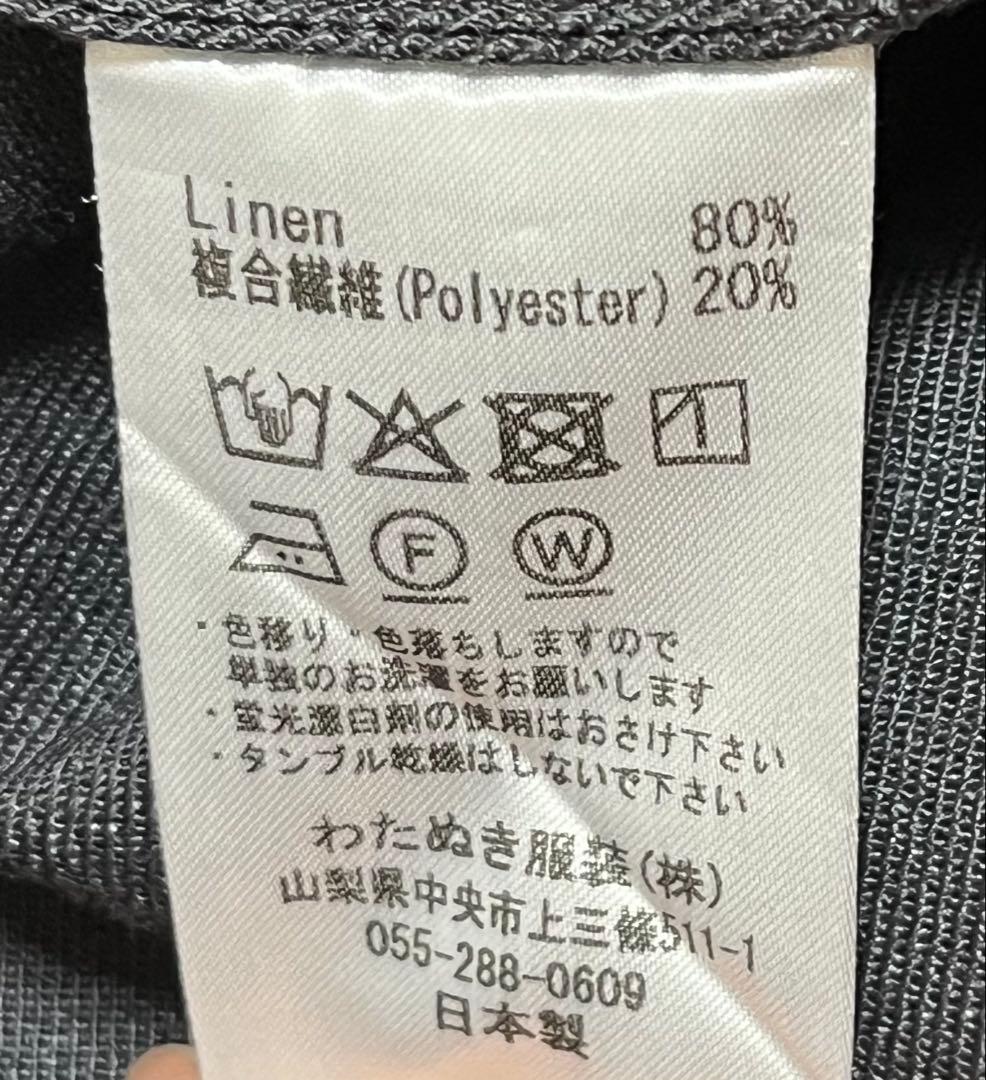 Linen 80%
複合繊維(Polyester) 20%
F W
・色移り・色落ちしますので
単独のお洗濯をお願いします
・蛍光漂白剤の使用はおさけ下さい
・タンブル乾燥はしないで下さい
わたぬき服装(株)
山梨県中央市上三條511-1
055-288-0609
日本製